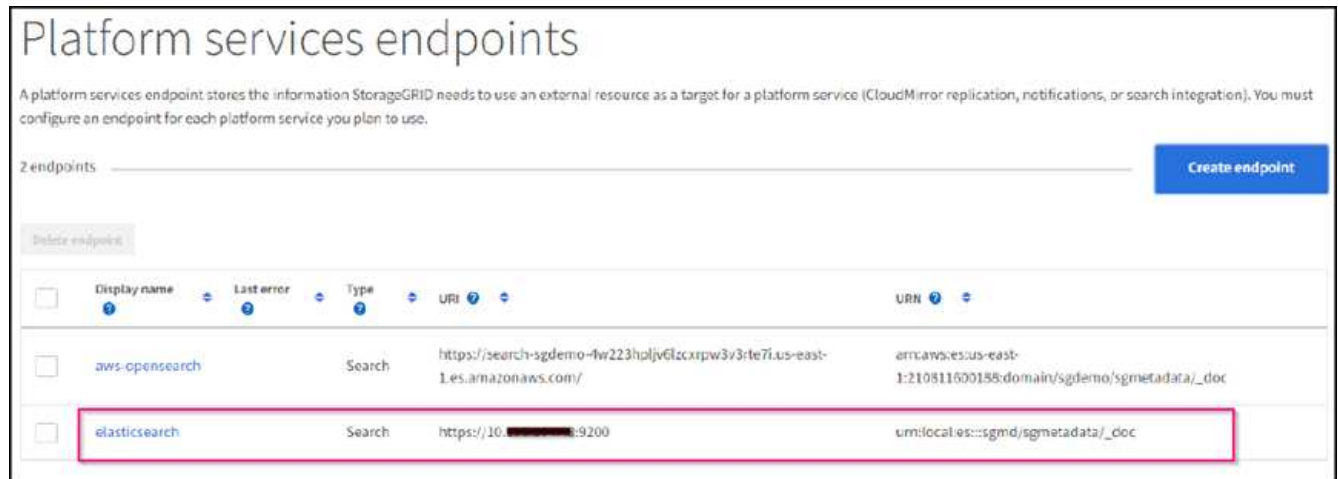 Platform services endpoints
A platform services endpoint stores the information StorageGRID needs to use an external resource as a target for a platform service (CloudMirror replication, notifications, or search integration). You must
configure an endpoint for each platform service you plan to use.
2 endpoints
Create endpoint
Delete endpoint
Display name Last error Type URI URN
aws-opensearch Search https://search-sgdemo-4w223hpljv6lzcxrpw3v3rte7i.us-east-1.es.amazonaws.com/ arn:aws:es:us-east-1:210811600188:domain/sgdemo/sgmetadata/_doc
elasticsearch Search https://10. :9200 urn:local:es:::sgmd/sgmetadata/_doc